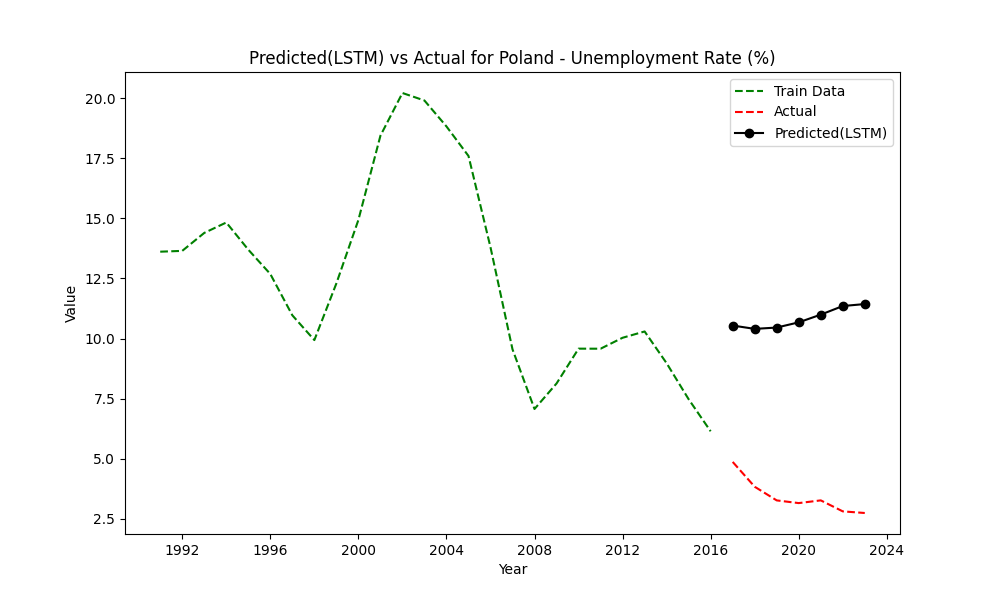 Predicted(LSTM) vs Actual for Poland - Unemployment Rate (%)
Train Data
Actual
Predicted(LSTM)
20.0
17.5
15.0
12.5
10.0
7.5
5.0
2.5
Value
1992 1996 2000 2004 2008 2012 2016 2020 2024
Year